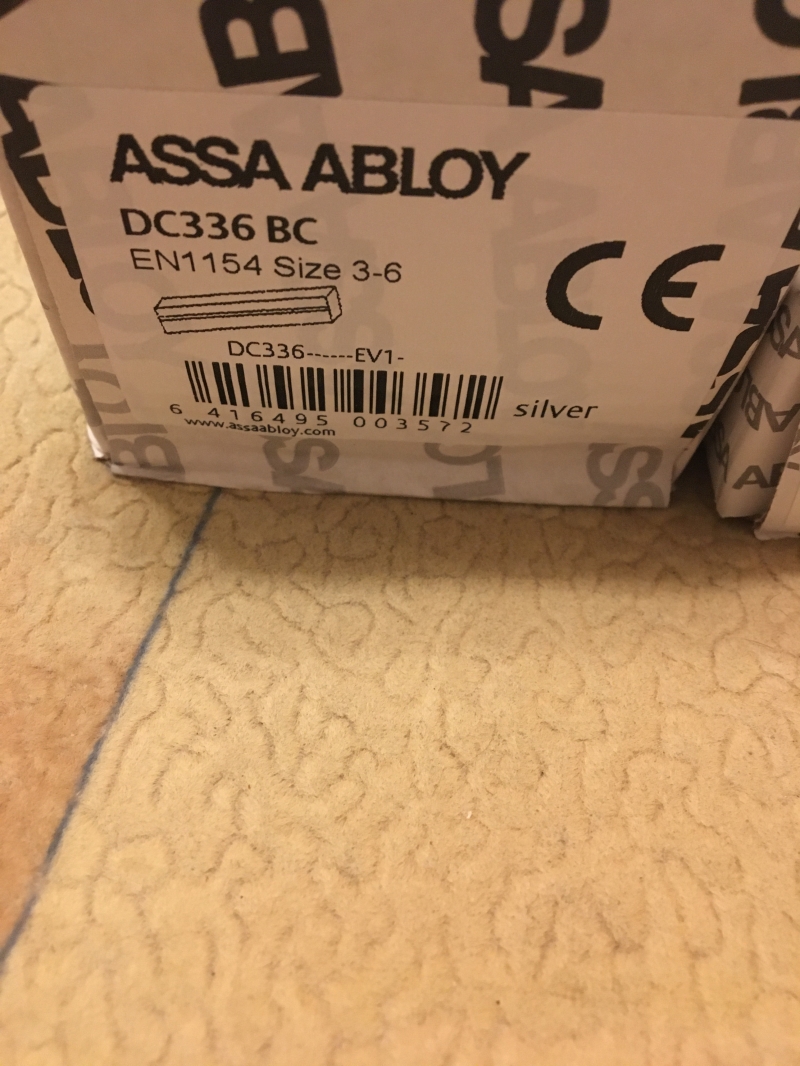 ASSA ABLOY
DC336 BC
EN1154 Size 3-6
CE
DC336------EV1-
6 416495 003572
silver
www.assaabloy.com